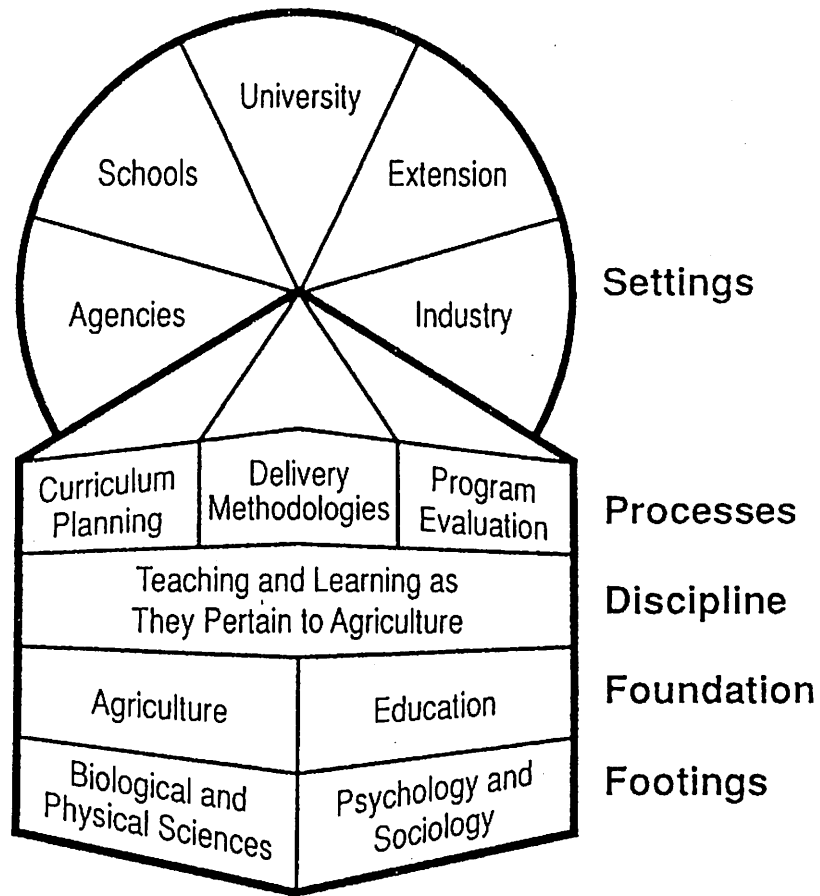 University
Schools
Extension
Agencies
Industry
Settings
Curriculum
Planning
Delivery
Methodologies
Program
Evaluation
Processes
Teaching and Learning as
They Pertain to Agriculture
Discipline
Agriculture
Education
Foundation
Biological and
Physical Sciences
Psychology and
Sociology
Footings